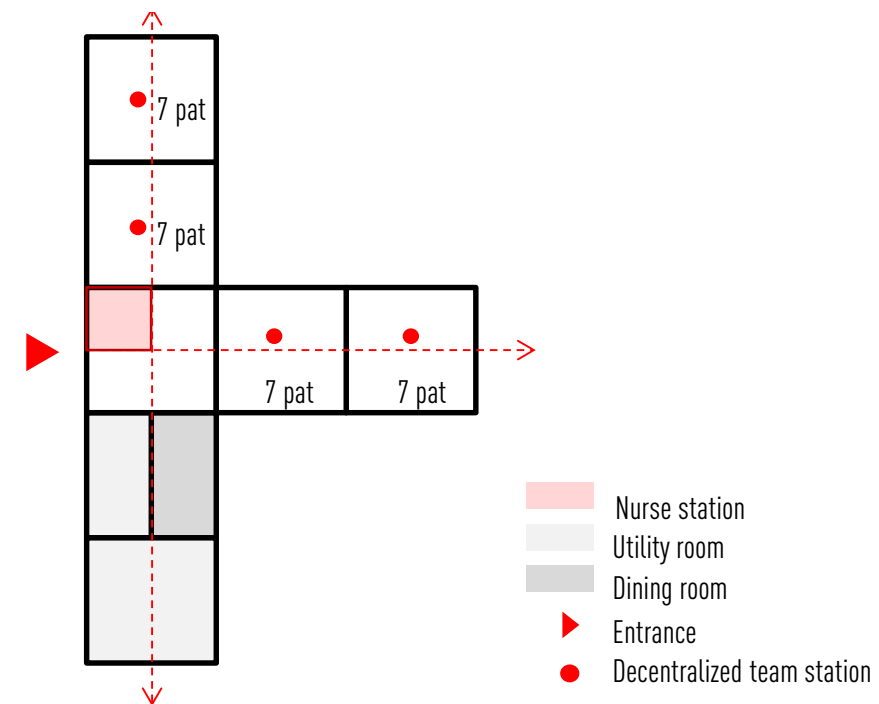 7 pat
7 pat
7 pat
7 pat
Nurse station
Utility room
Dining room
Entrance
Decentralized team station